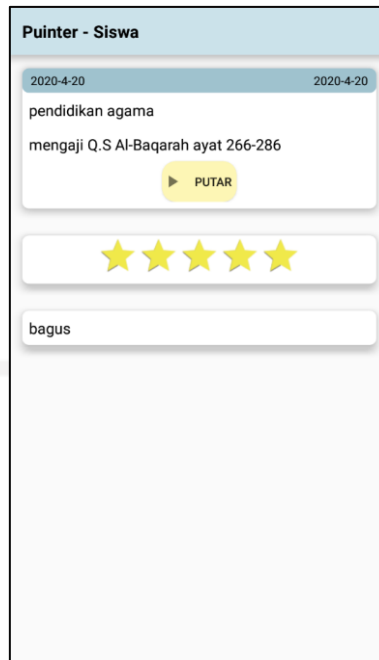 Puinter - Siswa
2020-4-20 2020-4-20
pendidikan agama
mengaji Q.S Al-Baqarah ayat 266-286
PUTAR
bagus